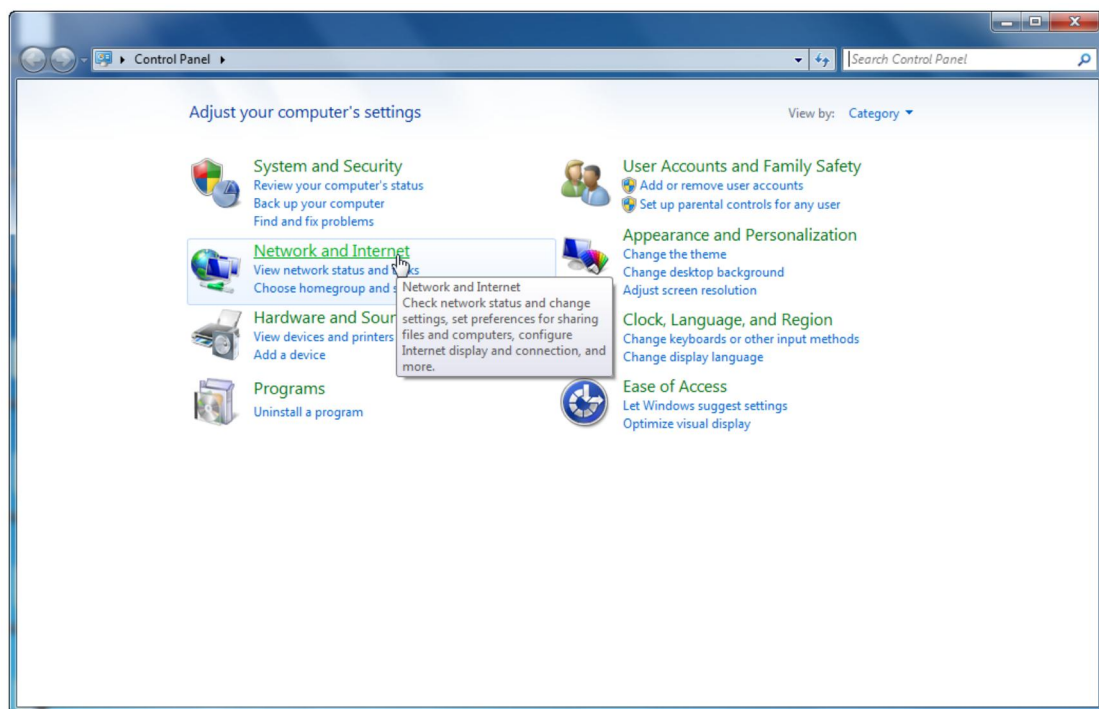 Control Panel
Search Control Panel
Adjust your computer's settings
View by: Category
System and Security
Review your computer's status
Back up your computer
Find and fix problems
Network and Internet
View network status and
Choose homegroup and
Network and Internet
Check network status and change
settings, set preferences for sharing
files and computers, configure
Internet display and connection, and
more.
Hardware and
View devices and printers
Add a device
Programs
Uninstall a program
User Accounts and Family Safety
Add or remove user accounts
Set up parental controls for any user
Appearance and Personalization
Change the theme
Change desktop background
Adjust screen resolution
Clock, Language, and Region
Change keyboards or other input methods
Change display language
Ease of Access
Let Windows suggest settings
Optimize visual display